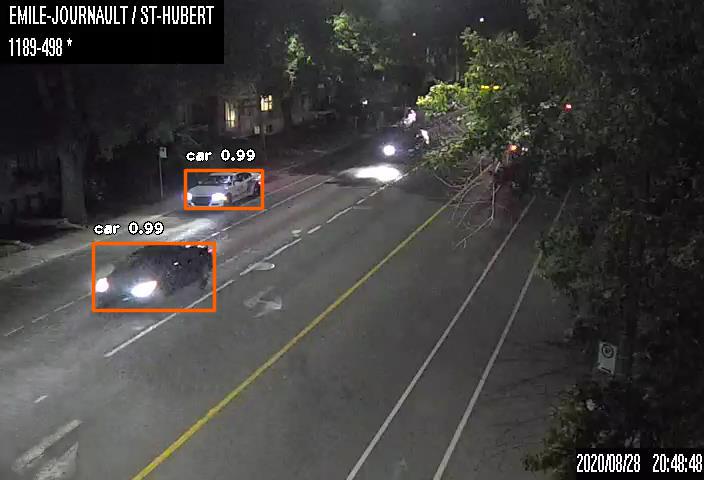 EMILE-JOURNAULT / ST-HUBERT
1189-498 *
car 0.99
car 0.99
2020/08/28 20:48:48